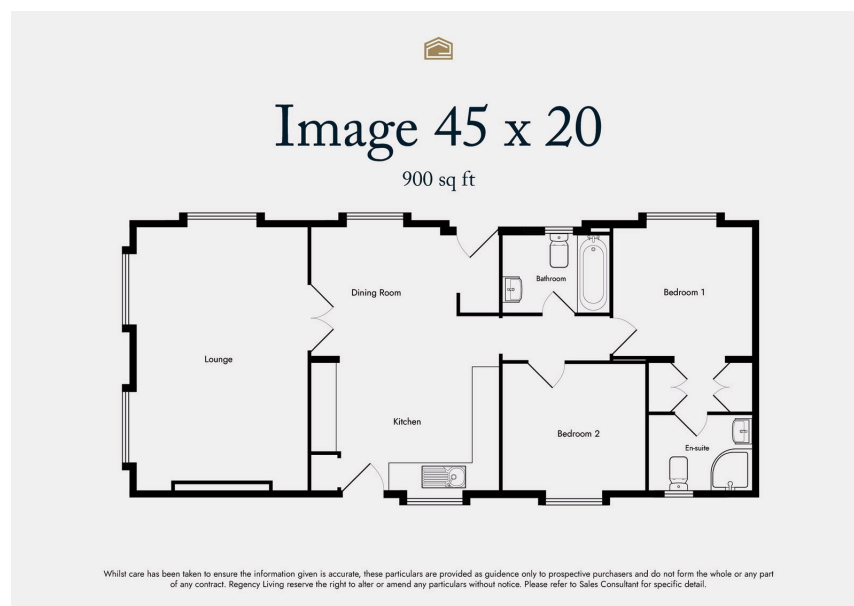 Image 45 x 20
900 sq ft
Bathroom
Dining Room
Bedroom 1
Lounge
Kitchen
Bedroom 2
En-suite
Whilst care has been taken to ensure the information given is accurate, these particulars are provided as guidence only to prospective purchasers and do not form the whole or any part
of any contract. Regency Living reserve the right to alter or amend any particulars without notice. Please refer to Sales Consultant for specific detail.